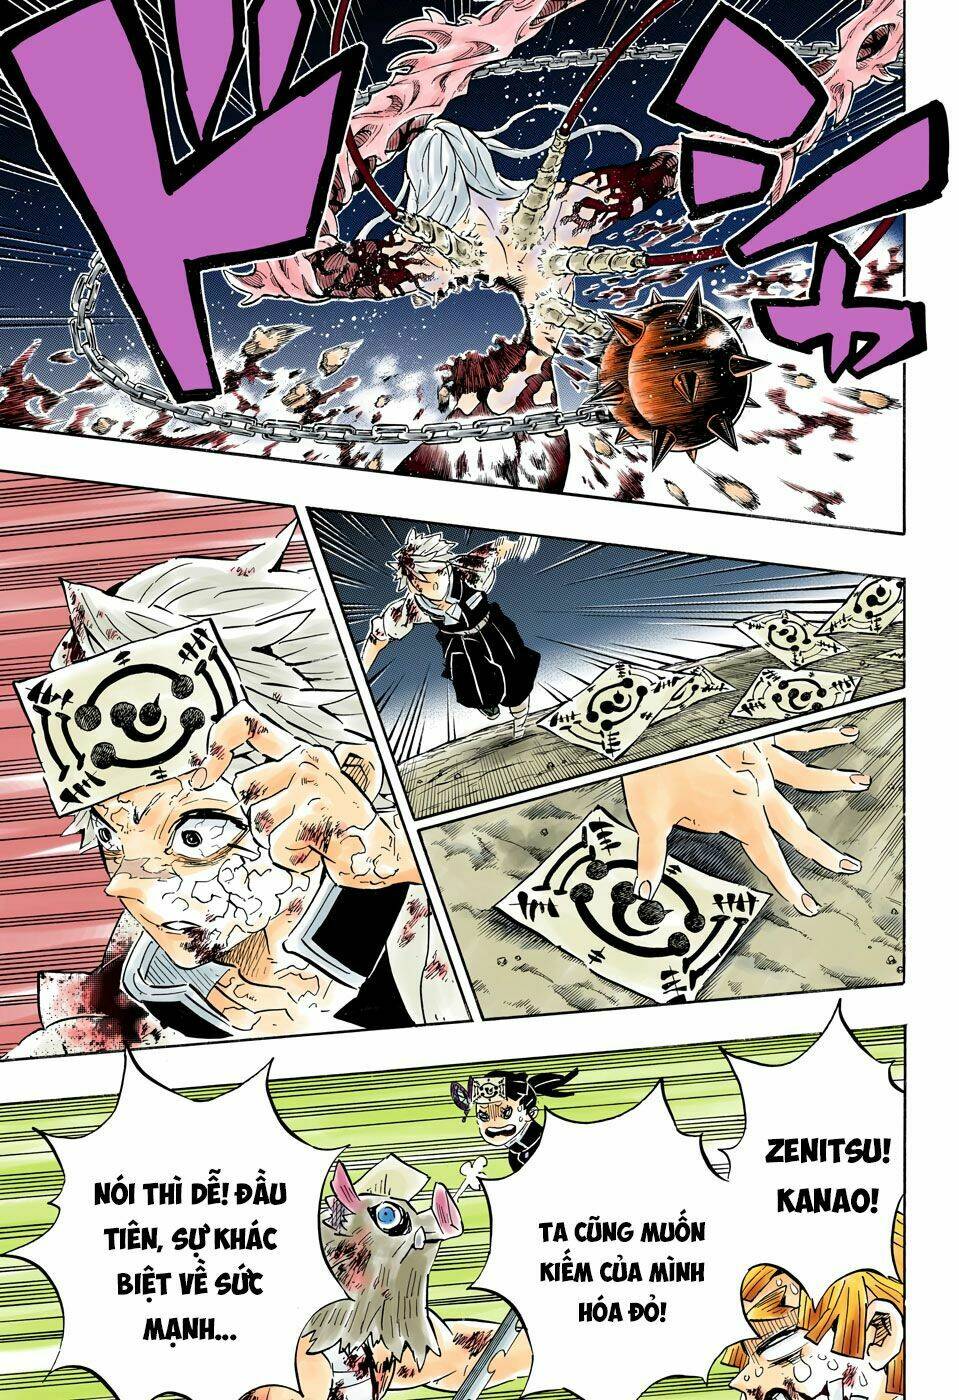 ドンッ
ZENITSU!
KANAO!
TA CŨNG MUỐN
KIẾM CỦA MÌNH
HÓA ĐỎ!
NÓI THÌ DỄ! ĐẦU
TIÊN, SỰ KHÁC
BIỆT VỀ SỨC
MẠNH...